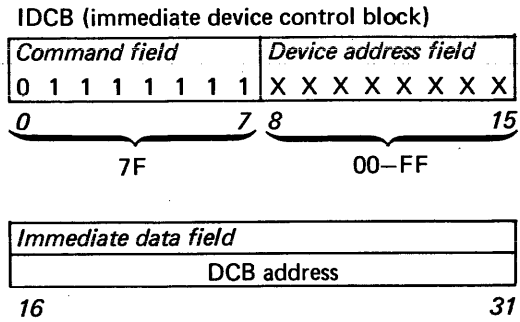 IDCB (immediate device control block)
Command field Device address field
0 1 1 1 1 1 1 1 X X X X X X X X
0 7 8 15
7F 00–FF
Immediate data field
DCB address
16 31